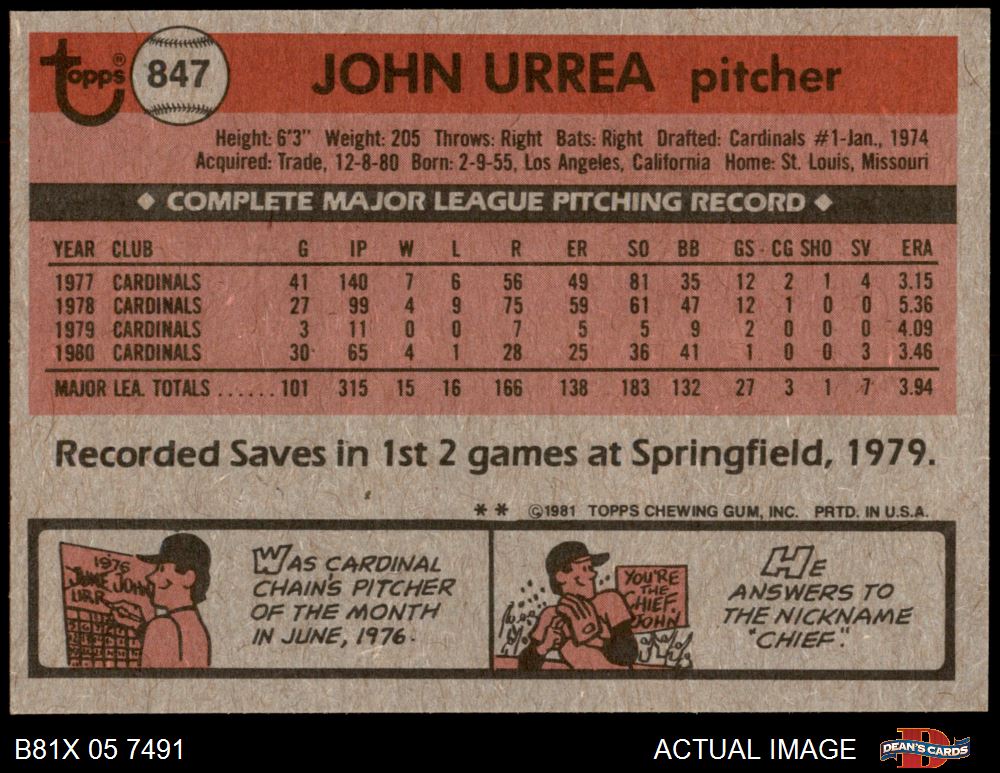 Topps® 847 JOHN URREA pitcher
Height: 6'3" Weight: 205 Throws: Right Bats: Right Drafted: Cardinals #1-Jan., 1974
Acquired: Trade, 12-8-80 Born: 2-9-55, Los Angeles, California Home: St. Louis, Missouri
◆ COMPLETE MAJOR LEAGUE PITCHING RECORD ◆
YEAR CLUB G IP W L R ER SO BB GS CG SHO SV ERA
1977 CARDINALS 41 140 7 6 56 49 81 35 12 2 1 4 3.15
1978 CARDINALS 27 99 4 9 75 59 61 47 12 1 0 0 5.36
1979 CARDINALS 3 11 0 0 7 5 5 9 2 0 0 0 4.09
1980 CARDINALS 30 65 4 1 28 25 36 41 1 0 0 3 3.46
MAJOR LEA. TOTALS ...... 101 315 15 16 166 138 183 132 27 3 1 7 3.94
Recorded Saves in 1st 2 games at Springfield, 1979.
** ©1981 TOPPS CHEWING GUM, INC. PRTD. IN U.S.A.
1976
JUNE JOHN
URR
WAS CARDINAL
CHAIN'S PITCHER
OF THE MONTH
IN JUNE, 1976.
YOU'RE
THE
CHIEF
JOHN
HE
ANSWERS TO
THE NICKNAME
"CHIEF".
B81X 05 7491 ACTUAL IMAGE DEAN'S CARDS